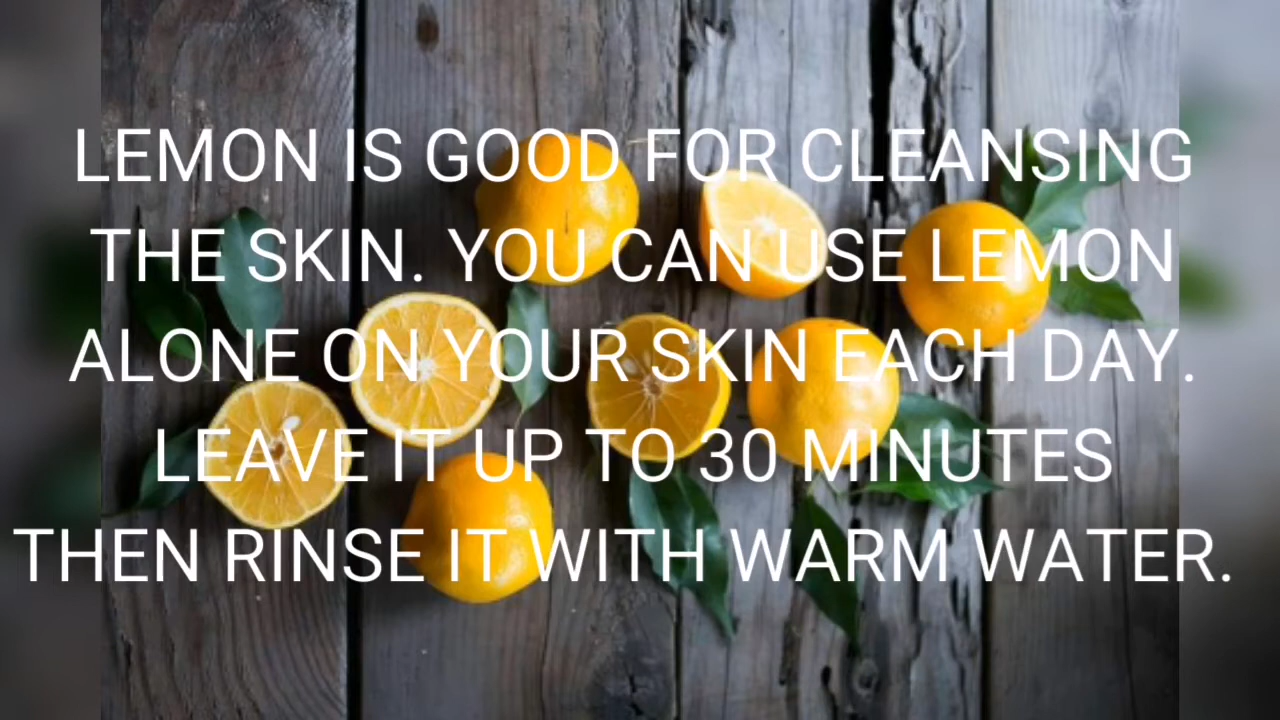 LEMON IS GOOD FOR CLEANSING
THE SKIN. YOU CAN USE LEMON
ALONE ON YOUR SKIN EACH DAY.
LEAVE IT UP TO 30 MINUTES
THEN RINSE IT WITH WARM WATER.